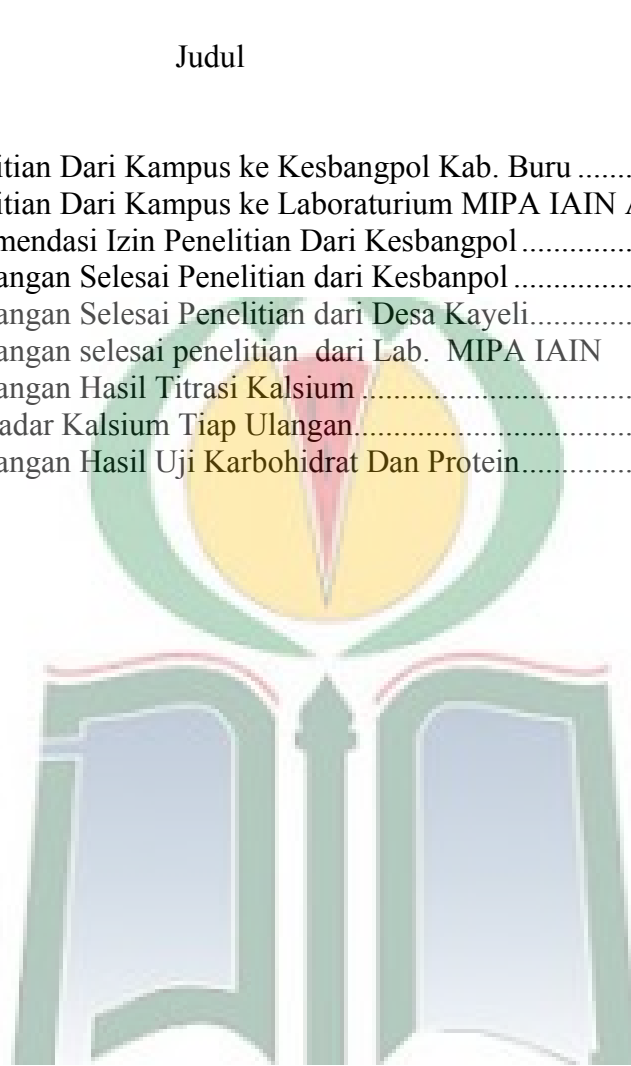 Judul
itian Dari Kampus ke Kesbangpol Kab. Buru .......
itian Dari Kampus ke Laboraturium MIPA IAIN A
mendasi Izin Penelitian Dari Kesbangpol ..............
angan Selesai Penelitian dari Kesbanpol ...............
angan Selesai Penelitian dari Desa Kayeli.............
angan selesai penelitian dari Lab. MIPA IAIN
angan Hasil Titrasi Kalsium ..................................
adar Kalsium Tiap Ulangan...................................
angan Hasil Uji Karbohidrat Dan Protein..............